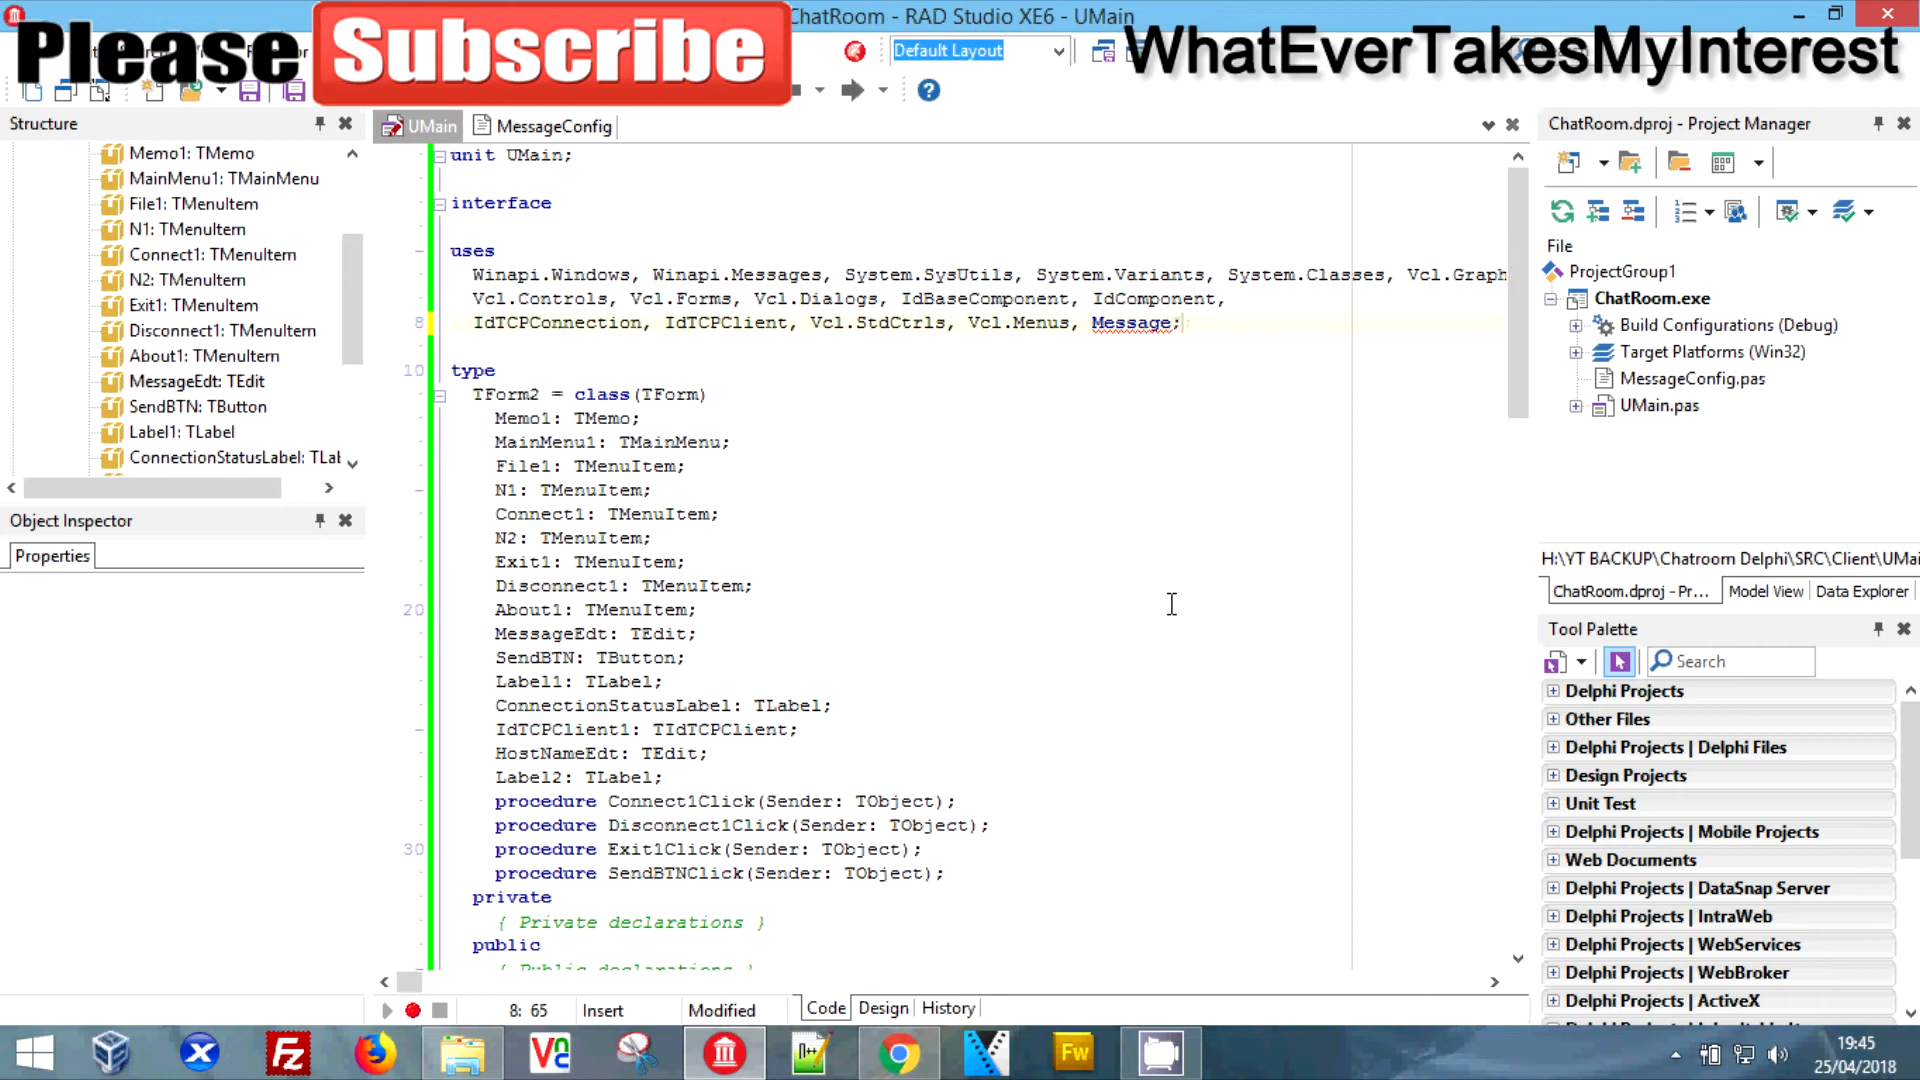 ChatRoom - RAD Studio XE6 - UMain
Please Subscribe
WhatEverTakesMyInterest
Default Layout
Structure
Memo1: TMemo
MainMenu1: TMainMenu
File1: TMenuItem
N1: TMenuItem
Connect1: TMenuItem
N2: TMenuItem
Exit1: TMenuItem
Disconnect1: TMenuItem
About1: TMenuItem
MessageEdt: TEdit
SendBTN: TButton
Label1: TLabel
ConnectionStatusLabel: TLab
Object Inspector
Properties
UMain
MessageConfig
unit UMain;
interface
uses
Winapi.Windows, Winapi.Messages, System.SysUtils, System.Variants, System.Classes, Vcl.Graph
Vcl.Controls, Vcl.Forms, Vcl.Dialogs, IdBaseComponent, IdComponent,
8 IdTCPConnection, IdTCPClient, Vcl.StdCtrls, Vcl.Menus, Message;
10 type
TForm2 = class(TForm)
Memo1: TMemo;
MainMenu1: TMainMenu;
File1: TMenuItem;
N1: TMenuItem;
Connect1: TMenuItem;
N2: TMenuItem;
Exit1: TMenuItem;
Disconnect1: TMenuItem;
20 About1: TMenuItem;
MessageEdt: TEdit;
SendBTN: TButton;
Label1: TLabel;
ConnectionStatusLabel: TLabel;
IdTCPClient1: TIdTCPClient;
HostNameEdt: TEdit;
Label2: TLabel;
procedure Connect1Click(Sender: TObject);
procedure Disconnect1Click(Sender: TObject);
30 procedure Exit1Click(Sender: TObject);
procedure SendBTNClick(Sender: TObject);
private
{ Private declarations }
public
{ Public declarations }
8: 65
Insert
Modified
Code
Design
History
ChatRoom.dproj - Project Manager
File
ProjectGroup1
ChatRoom.exe
Build Configurations (Debug)
Target Platforms (Win32)
MessageConfig.pas
UMain.pas
H:\YT BACKUP\Chatroom Delphi\SRC\Client\UMai
ChatRoom.dproj - Pr...
Model View
Data Explorer
Tool Palette
Search
Delphi Projects
Other Files
Delphi Projects | Delphi Files
Design Projects
Unit Test
Delphi Projects | Mobile Projects
Web Documents
Delphi Projects | DataSnap Server
Delphi Projects | IntraWeb
Delphi Projects | WebServices
Delphi Projects | WebBroker
Delphi Projects | ActiveX
Fz
Fw
19:45
25/04/2018